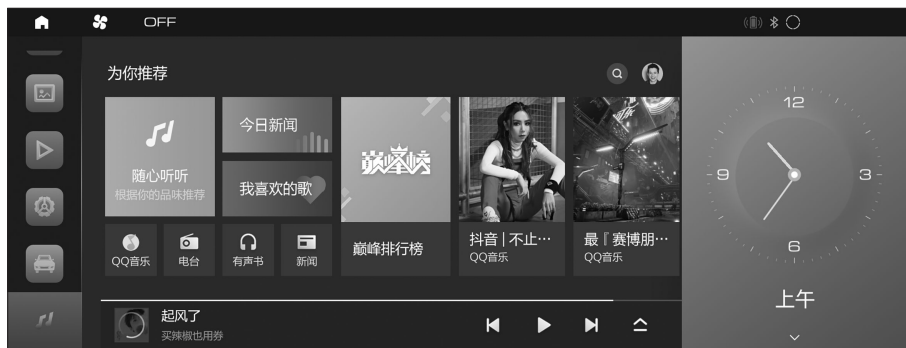 OFF
为你推荐
随心听听
根据你的品味推荐
今日新闻
我喜欢的歌
巅峰榜
QQ音乐
电台
有声书
新闻
巅峰排行榜
抖音 | 不止…
QQ音乐
最『赛博朋…
QQ音乐
起风了
买辣椒也用券
12
9
3
6
上午